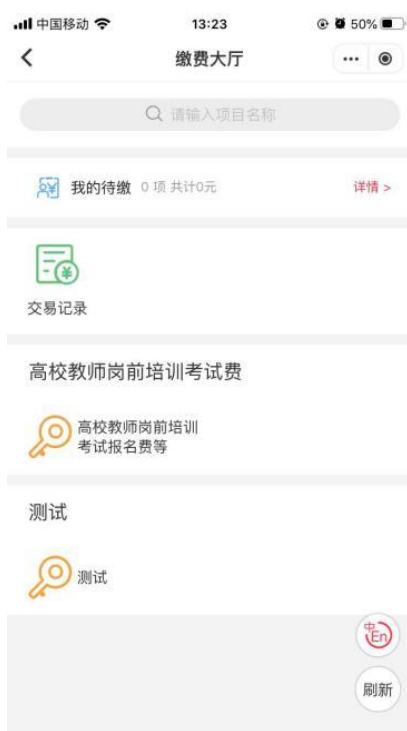 中国移动 13:23 50%
缴费大厅
请输入项目名称
我的待缴 0 项 共计0元 详情 >
交易记录
高校教师岗前培训考试费
高校教师岗前培训
考试报名费等
测试
测试
中
En
刷新